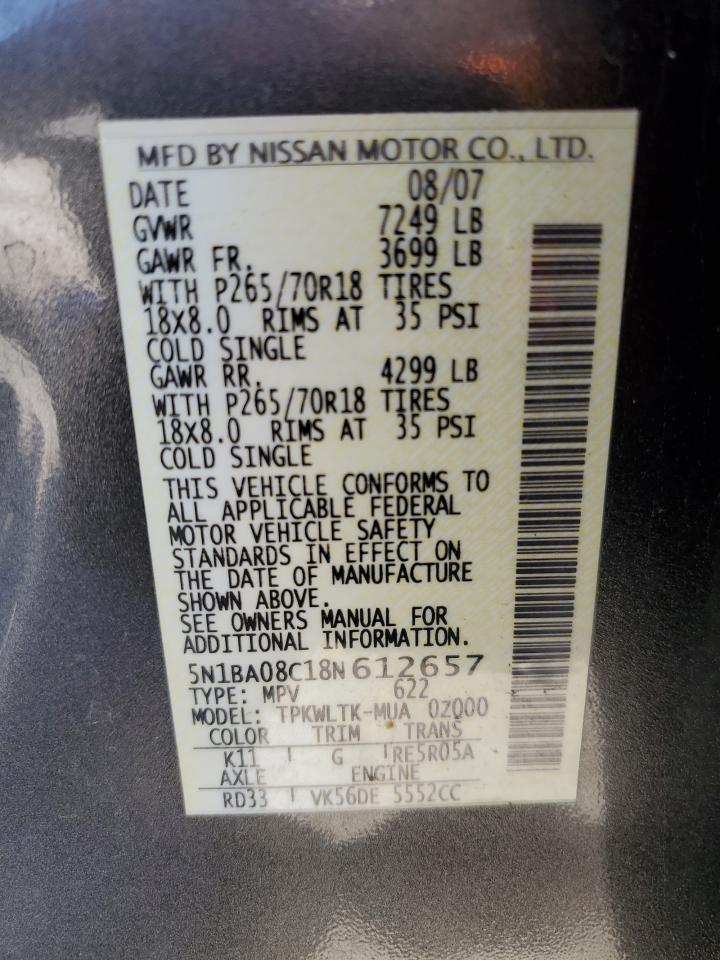 MFD BY NISSAN MOTOR CO., LTD.
DATE 08/07
GVWR 7249 LB
GAWR FR. 3699 LB
WITH P265/70R18 TIRES
18X8.0 RIMS AT 35 PSI
COLD SINGLE
GAWR RR. 4299 LB
WITH P265/70R18 TIRES
18X8.0 RIMS AT 35 PSI
COLD SINGLE
THIS VEHICLE CONFORMS TO
ALL APPLICABLE FEDERAL
MOTOR VEHICLE SAFETY
STANDARDS IN EFFECT ON
THE DATE OF MANUFACTURE
SHOWN ABOVE.
SEE OWNERS MANUAL FOR
ADDITIONAL INFORMATION.
5N1BA08C18N612657
TYPE: MPV 622
MODEL: TPKWLTK-MUA 0Z000
COLOR TRIM TRANS
K11 G RE5R05A
AXLE ENGINE
RD33 VK56DE 5552CC